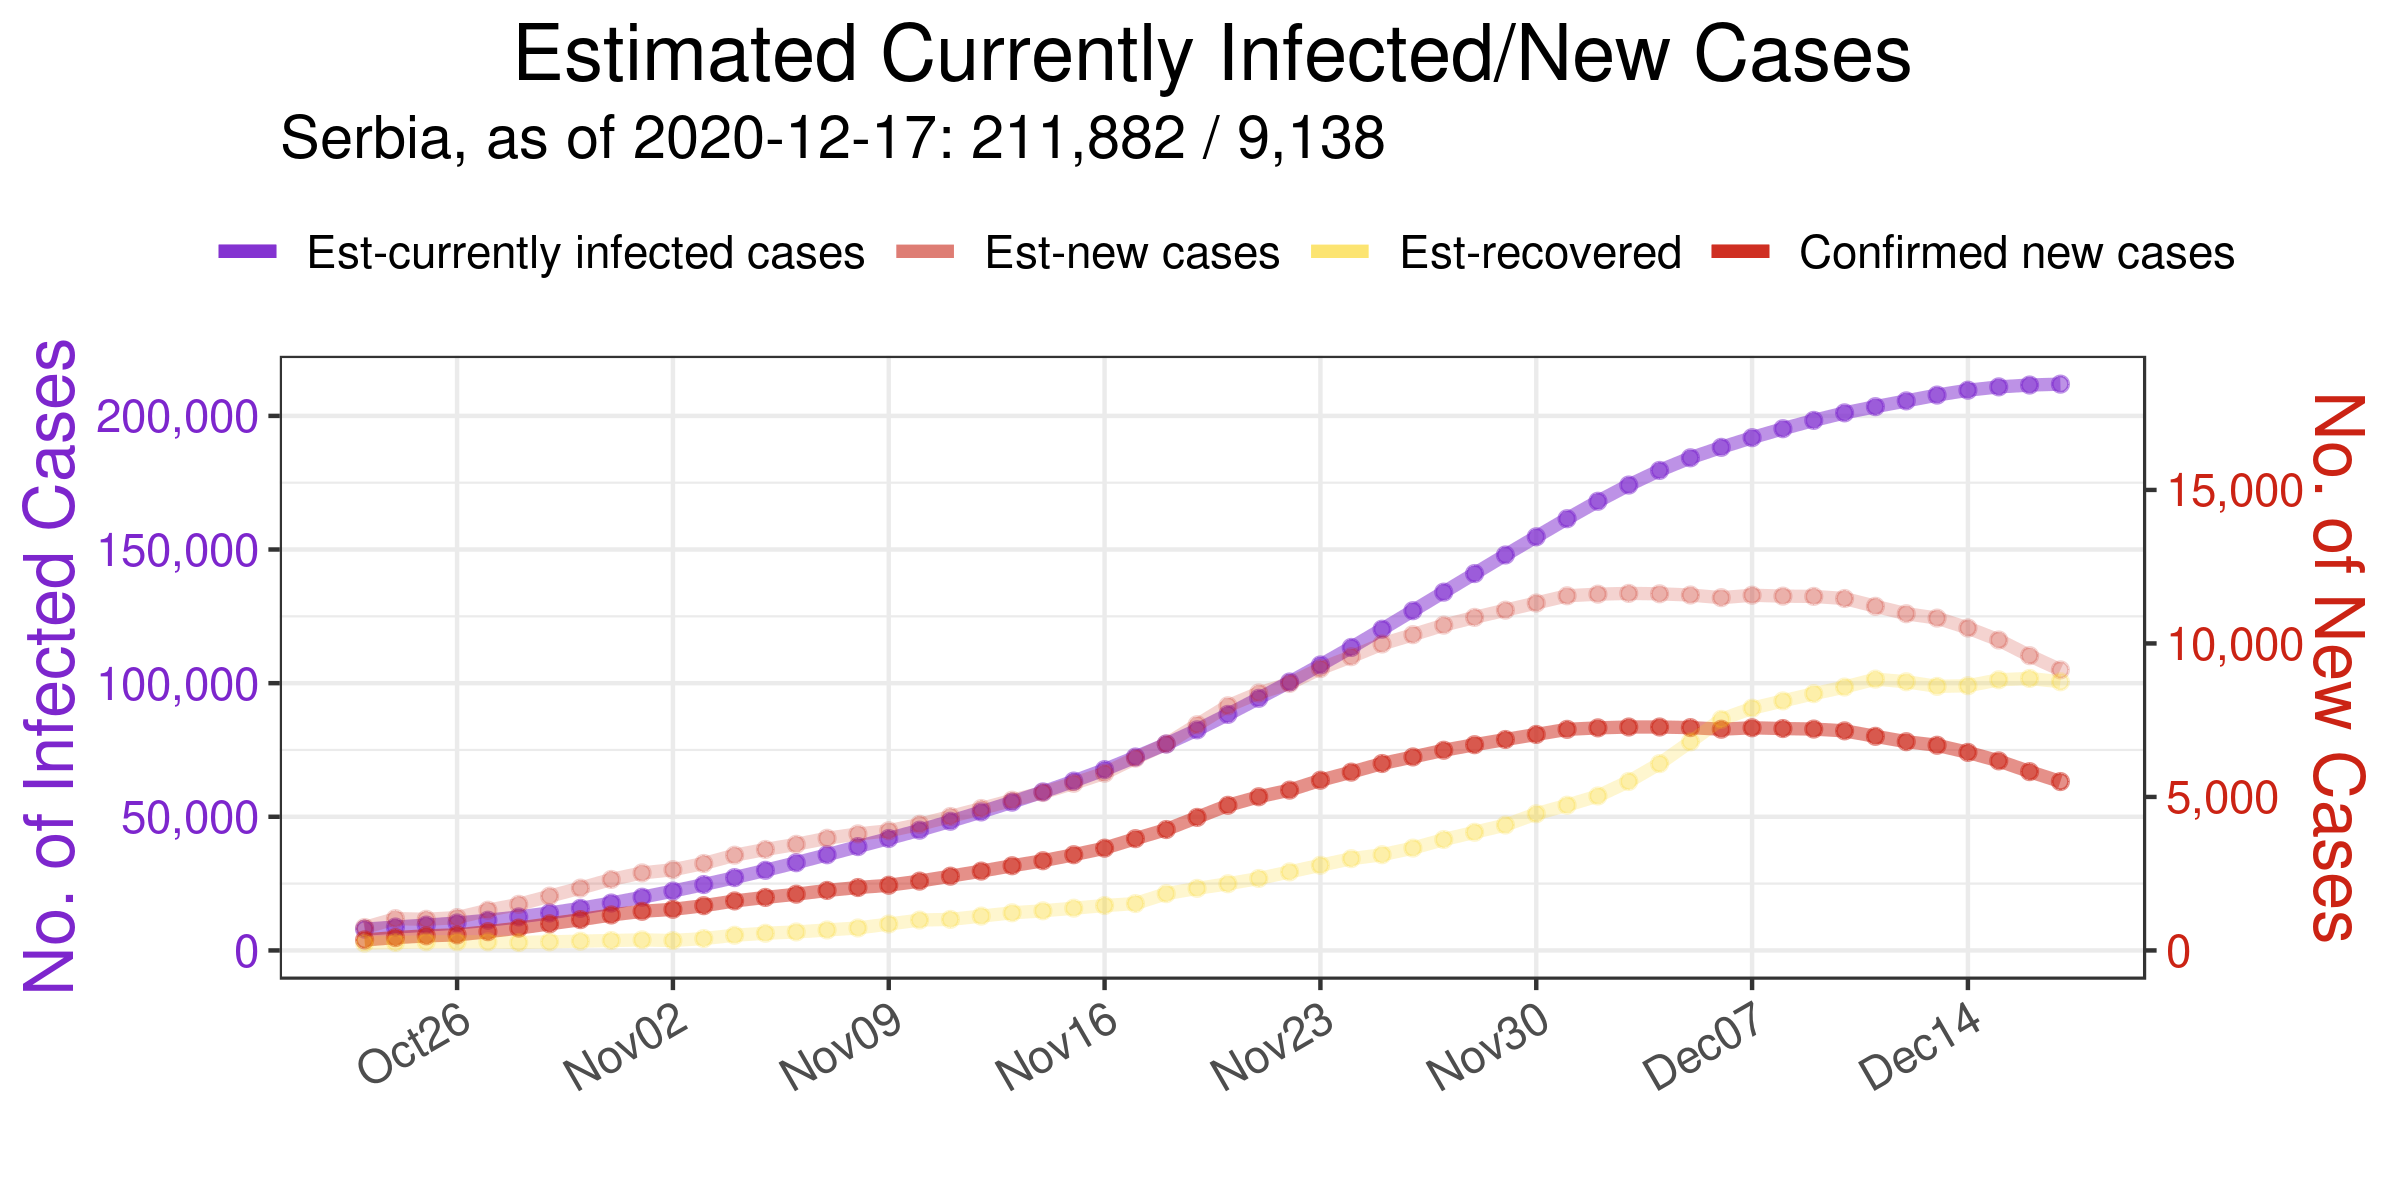 Estimated Currently Infected/New Cases
Serbia, as of 2020-12-17: 211,882 / 9,138
Est-currently infected cases Est-new cases Est-recovered Confirmed new cases
No. of Infected Cases
200,000
150,000
100,000
50,000
0
15,000
10,000
5,000
0
No. of New Cases
Oct26 Nov02 Nov09 Nov16 Nov23 Nov30 Dec07 Dec14